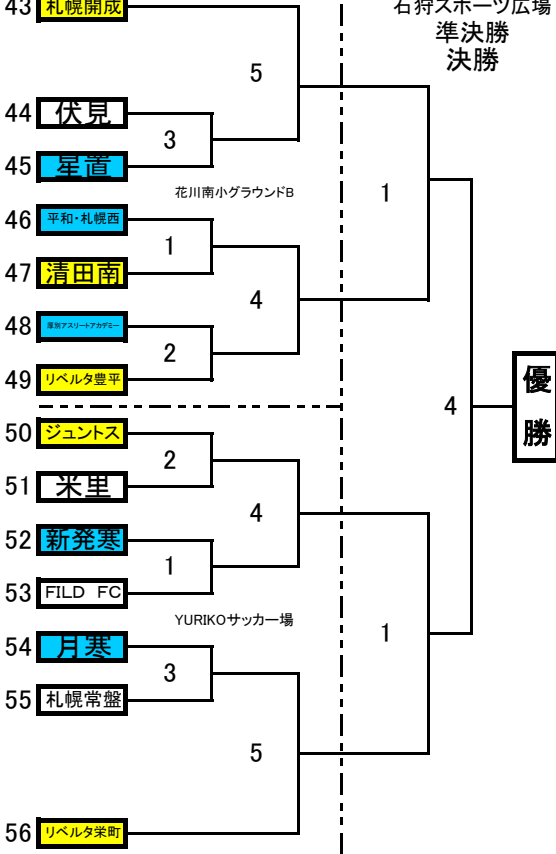 43 札幌開成
石狩スポーツ広場
準決勝
決勝
5
44 伏見
3
45 星置
花川南小グラウンドB
1
46 平和・札幌西
1
47 清田南
4
48 厚別アスリートアカデミー
2
49 リベルタ豊平
優勝
4
50 ジュントス
2
51 米里
4
52 新発寒
1
53 FILD FC
YURIKOサッカー場
1
54 月寒
3
55 札幌常盤
5
56 リベルタ栄町